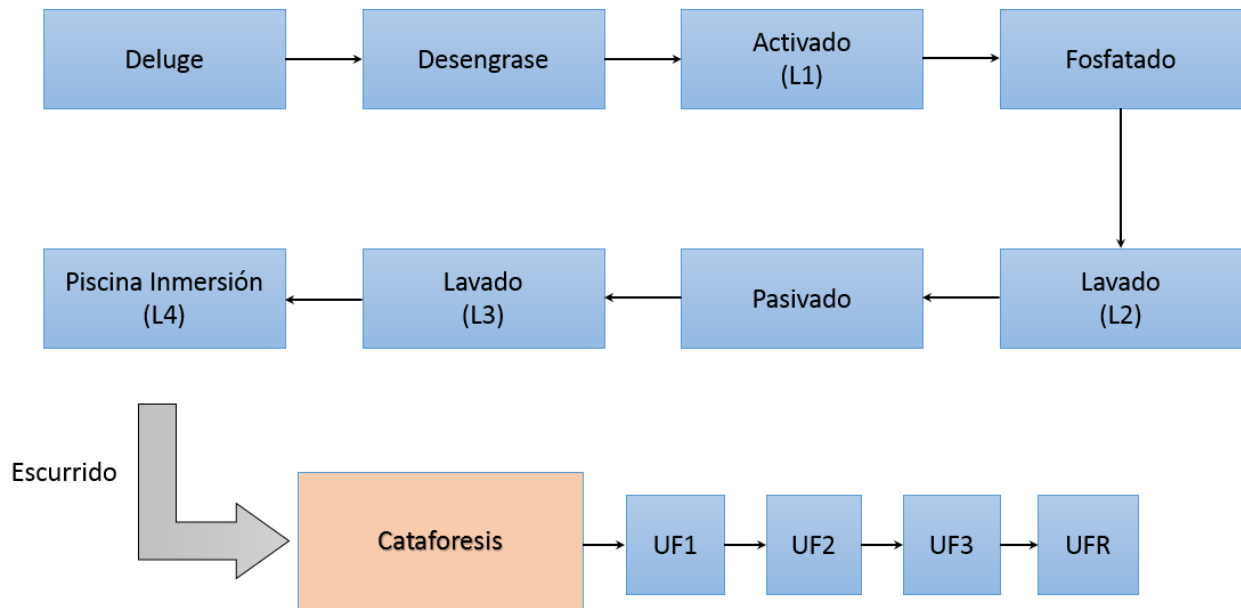 Deluge
Desengrase
Activado
(L1)
Fosfatado
Piscina Inmersión
(L4)
Lavado
(L3)
Pasivado
Lavado
(L2)
Escurrido
Cataforesis
UF1
UF2
UF3
UFR